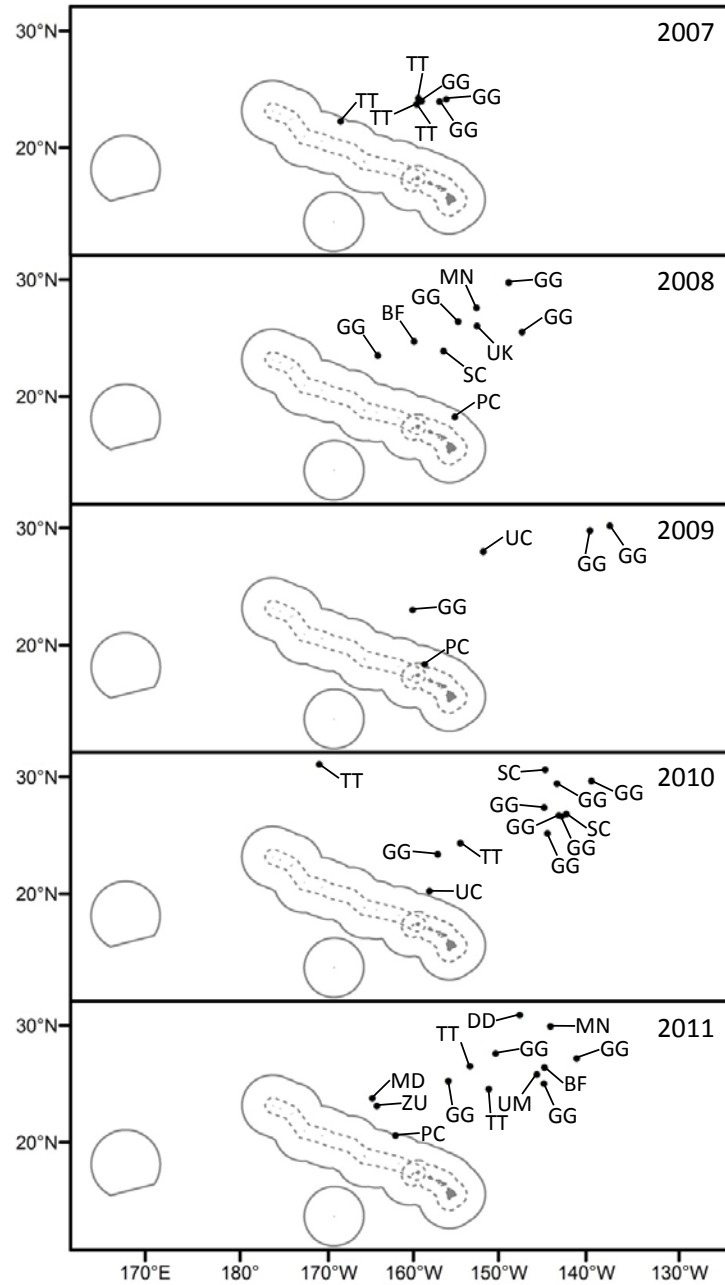 30°N
2007
TT
GG
TT
GG
TT
TT
GG
20°N
30°N
2008
MN
GG
GG
BF
GG
GG
UK
SC
20°N
PC
30°N
2009
UC
GG
GG
GG
20°N
PC
30°N
2010
TT
SC
GG
GG
GG
GG
SC
GG
GG
TT
GG
20°N
UC
30°N
2011
DD
MN
TT
GG
GG
MD
BF
ZU
GG
TT
UM
GG
PC
20°N
170°E 180° 170°W 160°W 150°W 140°W 130°W